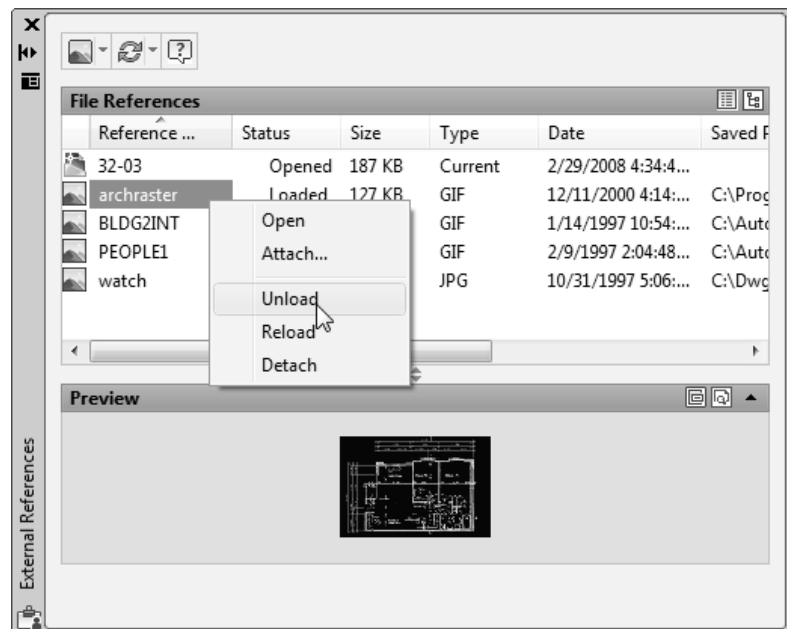 File References
Reference ... Status Size Type Date Saved P
32-03 Opened 187 KB Current 2/29/2008 4:34:4...
archraster Loaded 127 KB GIF 12/11/2000 4:14:... C:\Prog
BLDG2INT GIF 1/14/1997 10:54:... C:\Auto
PEOPLE1 GIF 2/9/1997 2:04:48... C:\Auto
watch JPG 10/31/1997 5:06:... C:\Dwg
Open
Attach...
Unload
Reload
Detach
Preview
External References